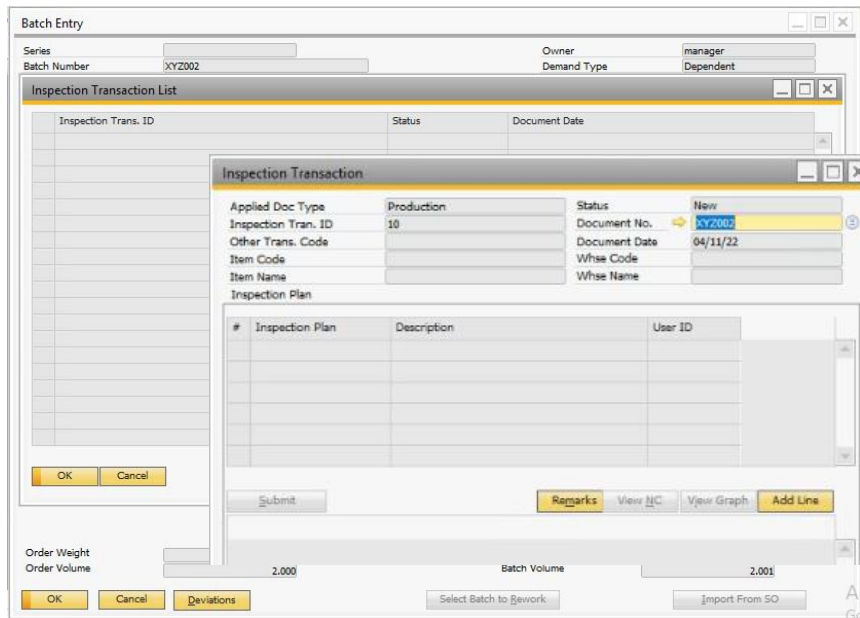 Batch Entry
Series Owner manager
Batch Number XYZ002 Demand Type Dependent
Inspection Transaction List
Inspection Trans. ID Status Document Date
Inspection Transaction
Applied Doc Type Production Status New
Inspection Tran. ID 10 Document No. XYZ002
Other Trans. Code Document Date 04/11/22
Item Code Whse Code
Item Name Whse Name
Inspection Plan
# Inspection Plan Description User ID
OK Cancel
Submit Remarks View NC View Graph Add Line
Order Weight
Order Volume 2.000 Batch Volume 2.001
OK Cancel Deviations Select Batch to Rework Import From SO